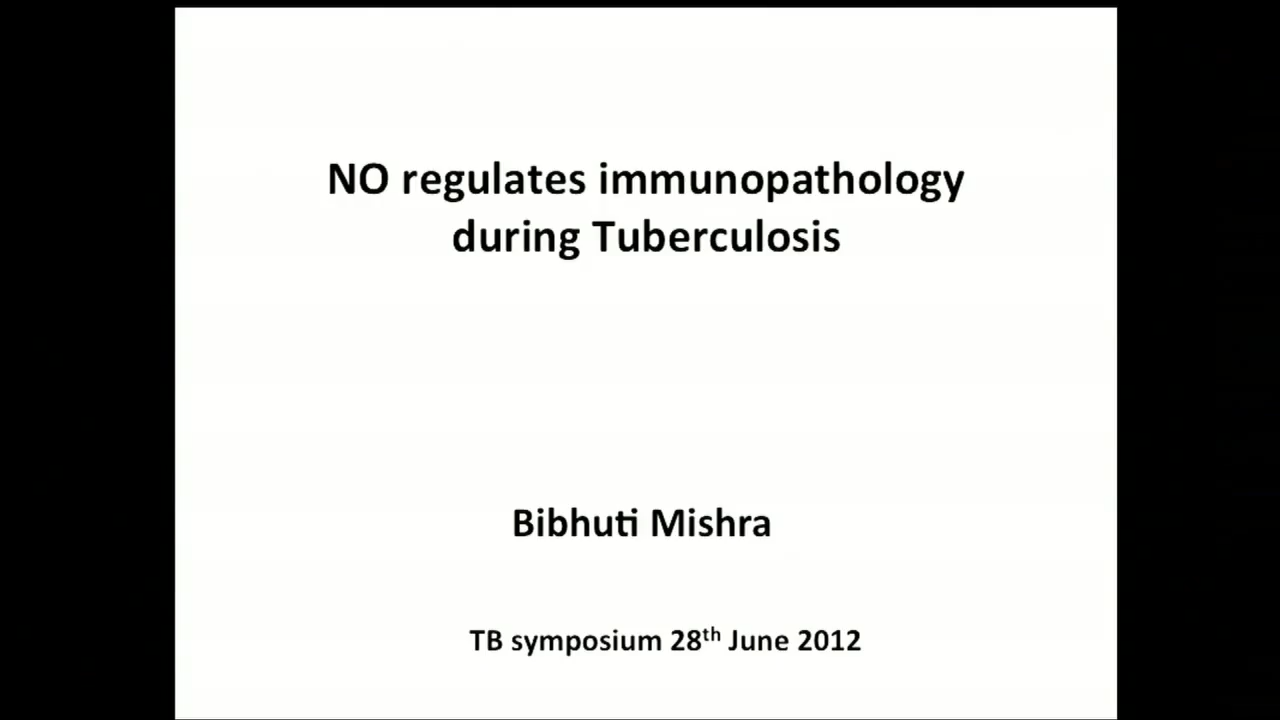 NO regulates immunopathology
during Tuberculosis
Bibhuti Mishra
TB symposium 28th June 2012